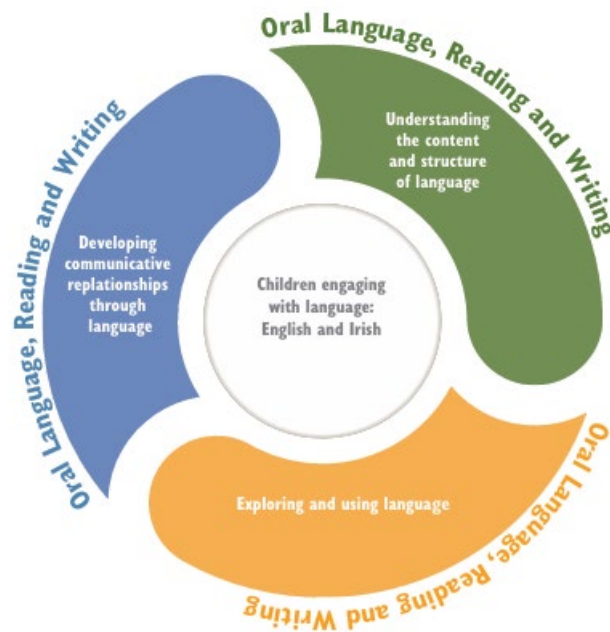 Oral Language, Reading and Writing
Understanding
the content
and structure
of language
Oral Language, Reading and Writing
Developing
communicative
replationships
through
language
Children engaging
with language:
English and Irish
Oral Language, Reading and Writing
Exploring and using language